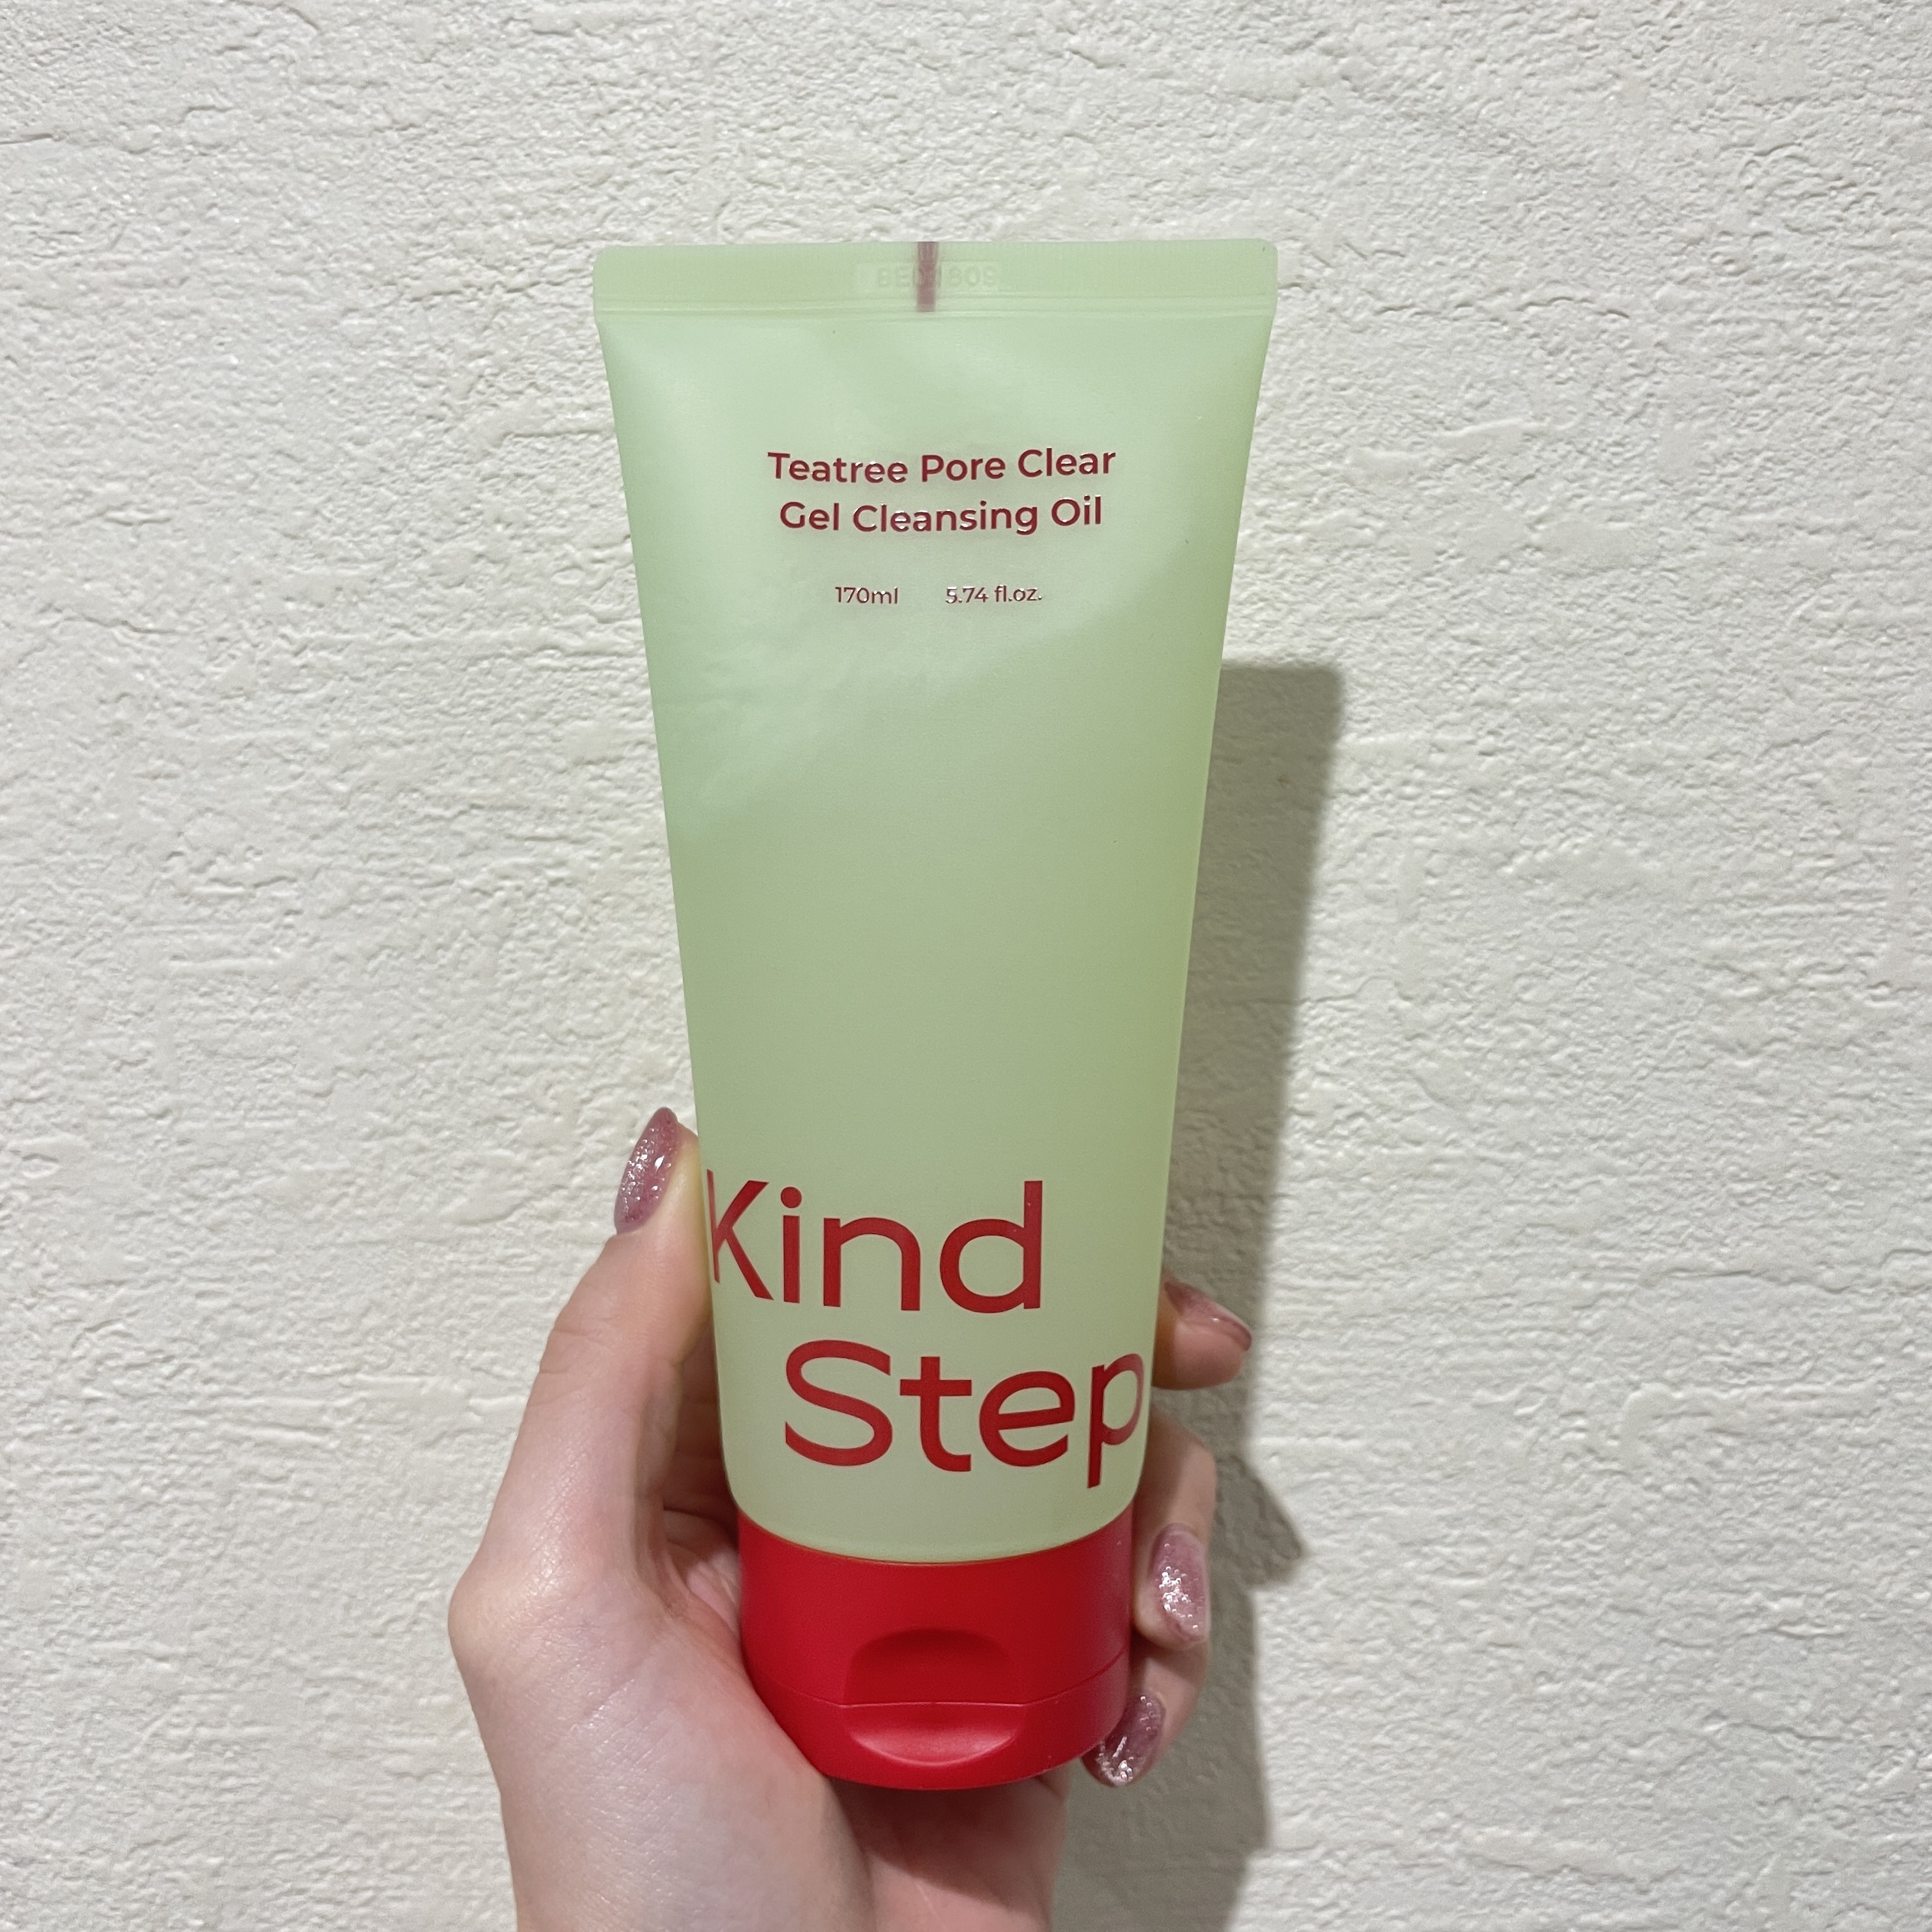 Teatree Pore Clear
Gel Cleansing Oil
170ml 5.74 fl.oz.
Kind
Step